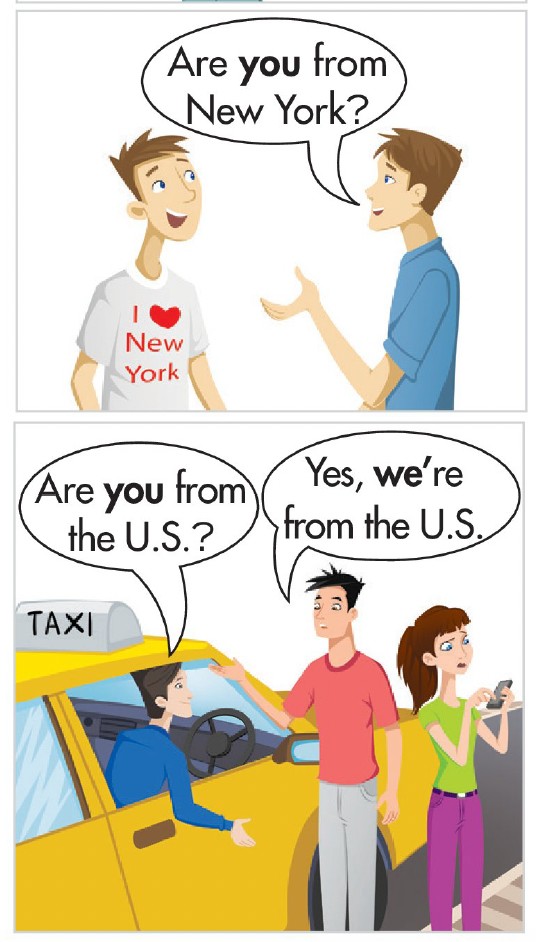 Are you from
New York?
I ❤
New
York
Are you from
the U.S.?
Yes, we're
from the U.S.
TAXI